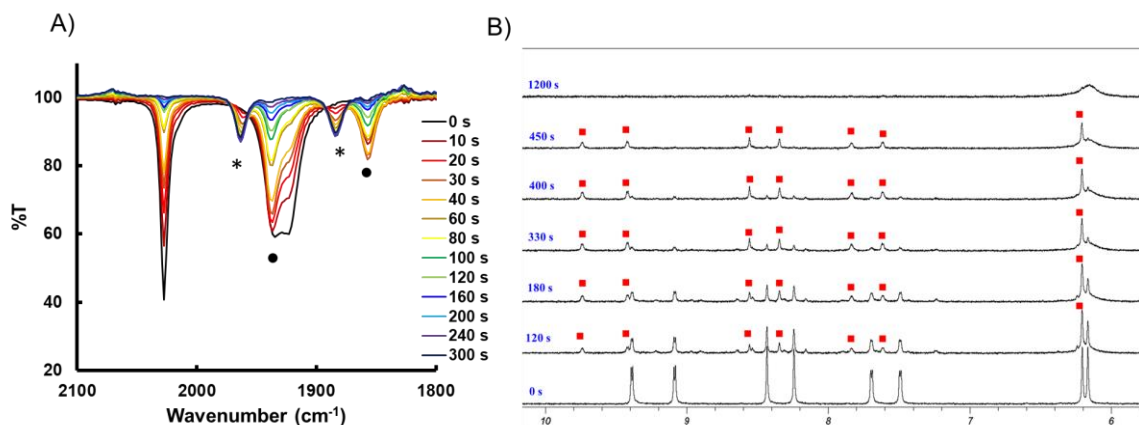 A)
B)
100
80
60
40
20
%T
2100
2000
1900
1800
Wavenumber (cm-1)
*
*
0 s
10 s
20 s
30 s
40 s
60 s
80 s
100 s
120 s
160 s
200 s
240 s
300 s
1200 s
450 s
400 s
330 s
180 s
120 s
0 s
10
9
8
7
6